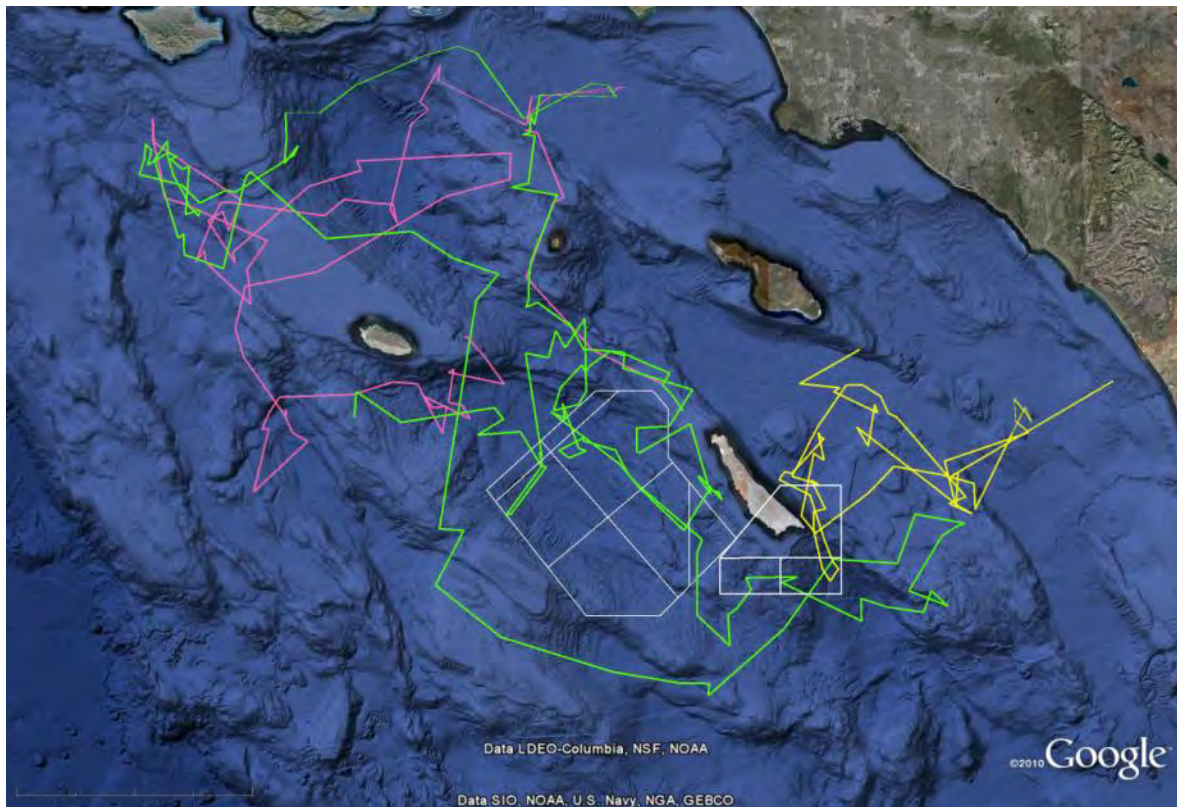 Data LDEO-Columbia, NSF, NOAA
©2010 Google
Data SIO, NOAA, U.S. Navy, NGA, GEBCO